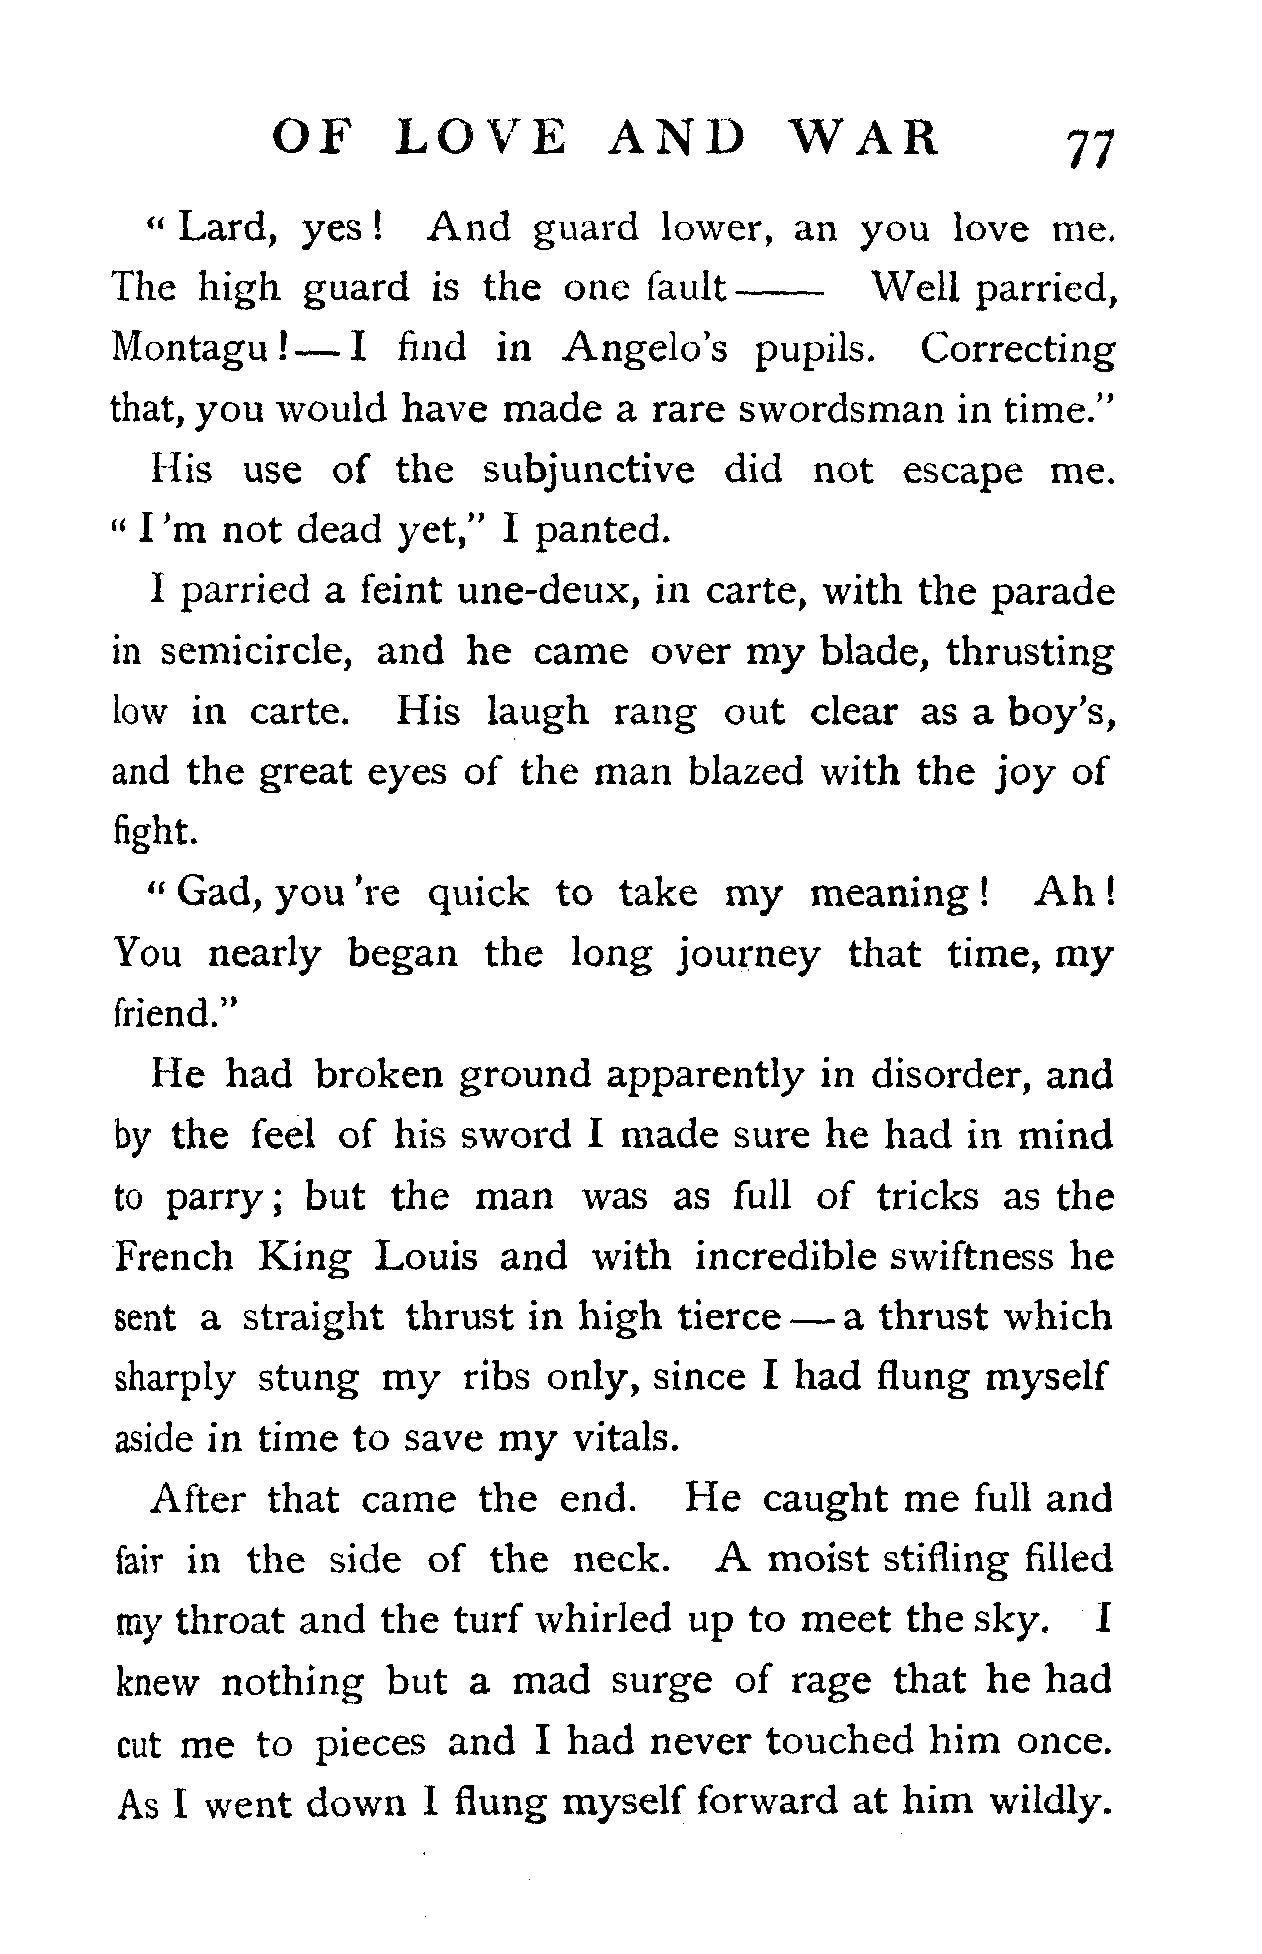 OF LOVE AND WAR 77
“ Lard, yes! And guard lower, an you love me.
The high guard is the one fault—— Well parried,
Montagu!—I find in Angelo's pupils. Correcting
that, you would have made a rare swordsman in time.”
His use of the subjunctive did not escape me.
“ I 'm not dead yet,” I panted.
I parried a feint une-deux, in carte, with the parade
in semicircle, and he came over my blade, thrusting
low in carte. His laugh rang out clear as a boy's,
and the great eyes of the man blazed with the joy of
fight.
“ Gad, you 're quick to take my meaning! Ah!
You nearly began the long journey that time, my
friend.”
He had broken ground apparently in disorder, and
by the feel of his sword I made sure he had in mind
to parry; but the man was as full of tricks as the
French King Louis and with incredible swiftness he
sent a straight thrust in high tierce — a thrust which
sharply stung my ribs only, since I had flung myself
aside in time to save my vitals.
After that came the end. He caught me full and
fair in the side of the neck. A moist stifling filled
my throat and the turf whirled up to meet the sky. I
knew nothing but a mad surge of rage that he had
cut me to pieces and I had never touched him once.
As I went down I flung myself forward at him wildly.